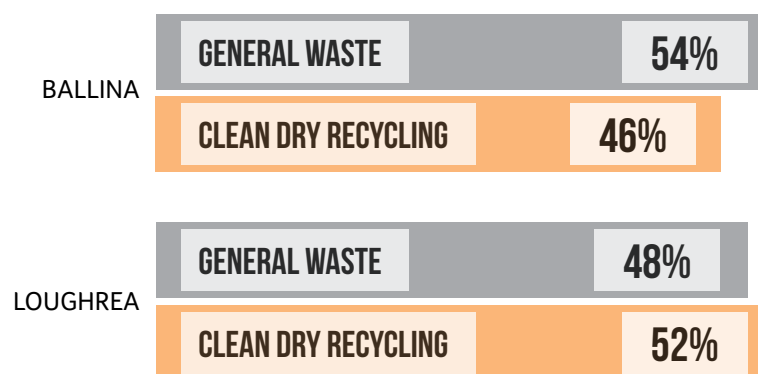 GENERAL WASTE 54%
BALLINA
CLEAN DRY RECYCLING 46%
GENERAL WASTE 48%
LOUGHREA
CLEAN DRY RECYCLING 52%